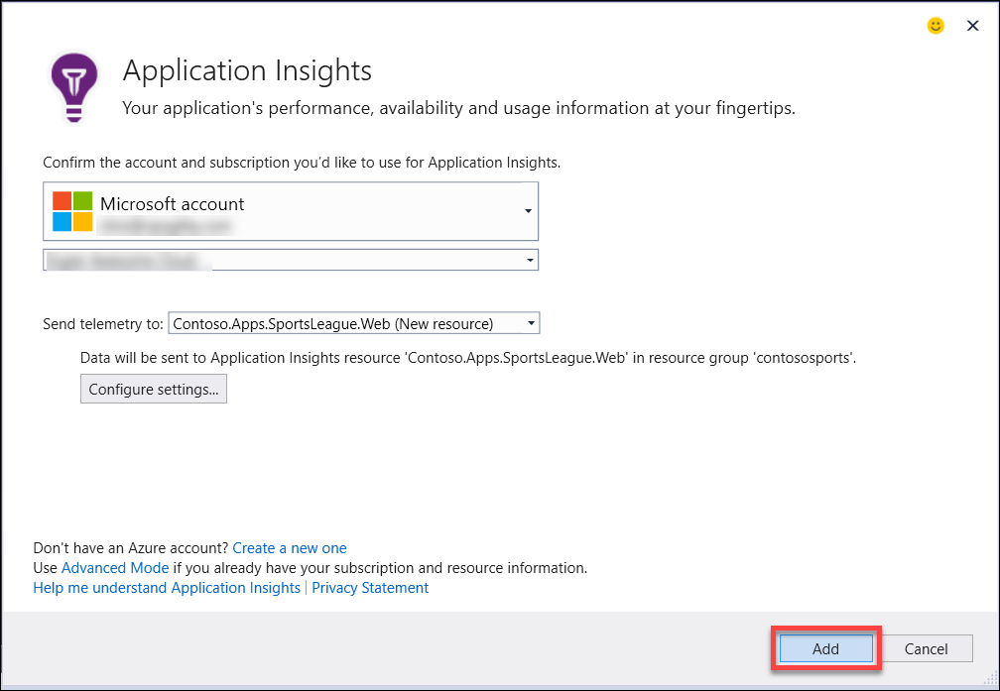 Application Insights
Your application's performance, availability and usage information at your fingertips.
Confirm the account and subscription you'd like to use for Application Insights.
Microsoft account
Send telemetry to: Contoso.Apps.SportsLeague.Web (New resource)
Data will be sent to Application Insights resource 'Contoso.Apps.SportsLeague.Web' in resource group 'contososports'.
Configure settings...
Don't have an Azure account? Create a new one
Use Advanced Mode if you already have your subscription and resource information.
Help me understand Application Insights | Privacy Statement
Add Cancel